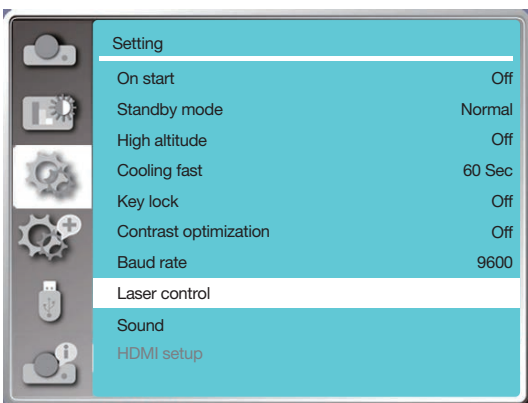 Setting
On start Off
Standby mode Normal
High altitude Off
Cooling fast 60 Sec
Key lock Off
Contrast optimization Off
Baud rate 9600
Laser control
Sound
HDMI setup